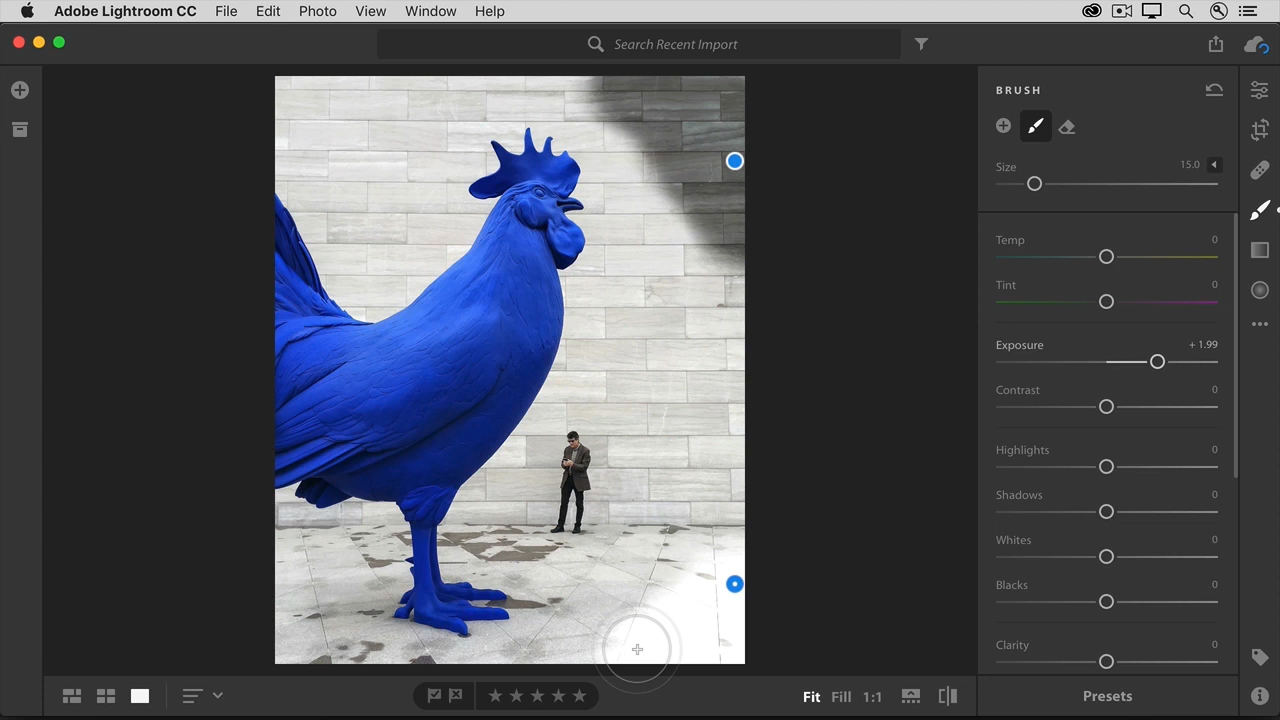 Adobe Lightroom CC File Edit Photo View Window Help
Search Recent Import
BRUSH
Size 15.0
Temp 0
Tint 0
Exposure + 1.99
Contrast 0
Highlights 0
Shadows 0
Whites 0
Blacks 0
Clarity 0
Fit Fill 1:1
Presets